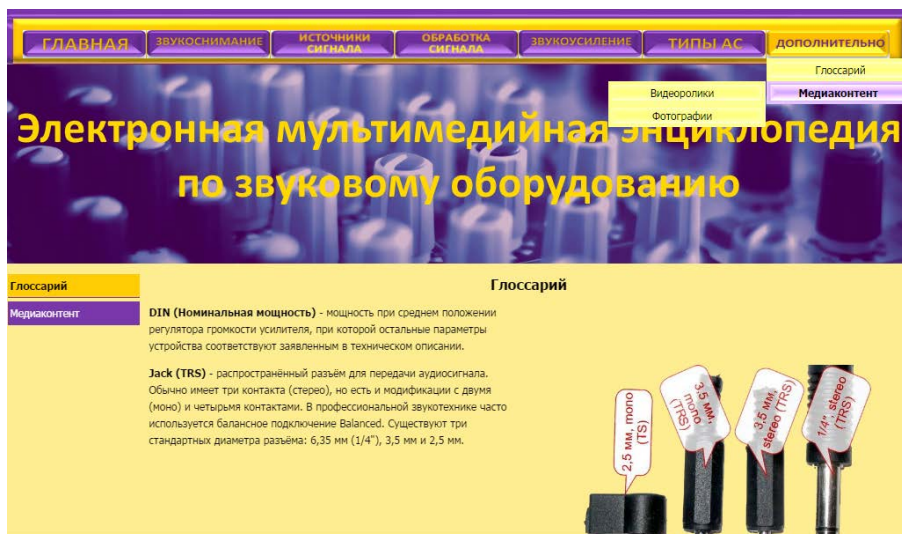 ГЛАВНАЯ
ЗВУКОСНИМАНИЕ
ИСТОЧНИКИ
СИГНАЛА
ОБРАБОТКА
СИГНАЛА
ЗВУКОУСИЛЕНИЕ
ТИПЫ АС
ДОПОЛНИТЕЛЬНО
Глоссарий
Медиаконтент
Видеоролики
Фотографии
Электронная мультимедийная энциклопедия
по звуковому оборудованию
Глоссарий
Медиаконтент
Глоссарий
DIN (Номинальная мощность) - мощность при среднем положении
регулятора громкости усилителя, при которой остальные параметры
устройства соответствуют заявленным в техническом описании.
Jack (TRS) - распространённый разъём для передачи аудиосигнала.
Обычно имеет три контакта (стерео), но есть и модификации с двумя
(моно) и четырьмя контактами. В профессиональной звукотехнике часто
используется балансное подключение Balanced. Существуют три
стандартных диаметра разъёма: 6,35 мм (1/4"), 3,5 мм и 2,5 мм.
2,5 мм, mono
(TS)
3,5 мм,
mono
(TRS)
3,5 мм,
stereo (TRS)
1/4", stereo
(TRS)